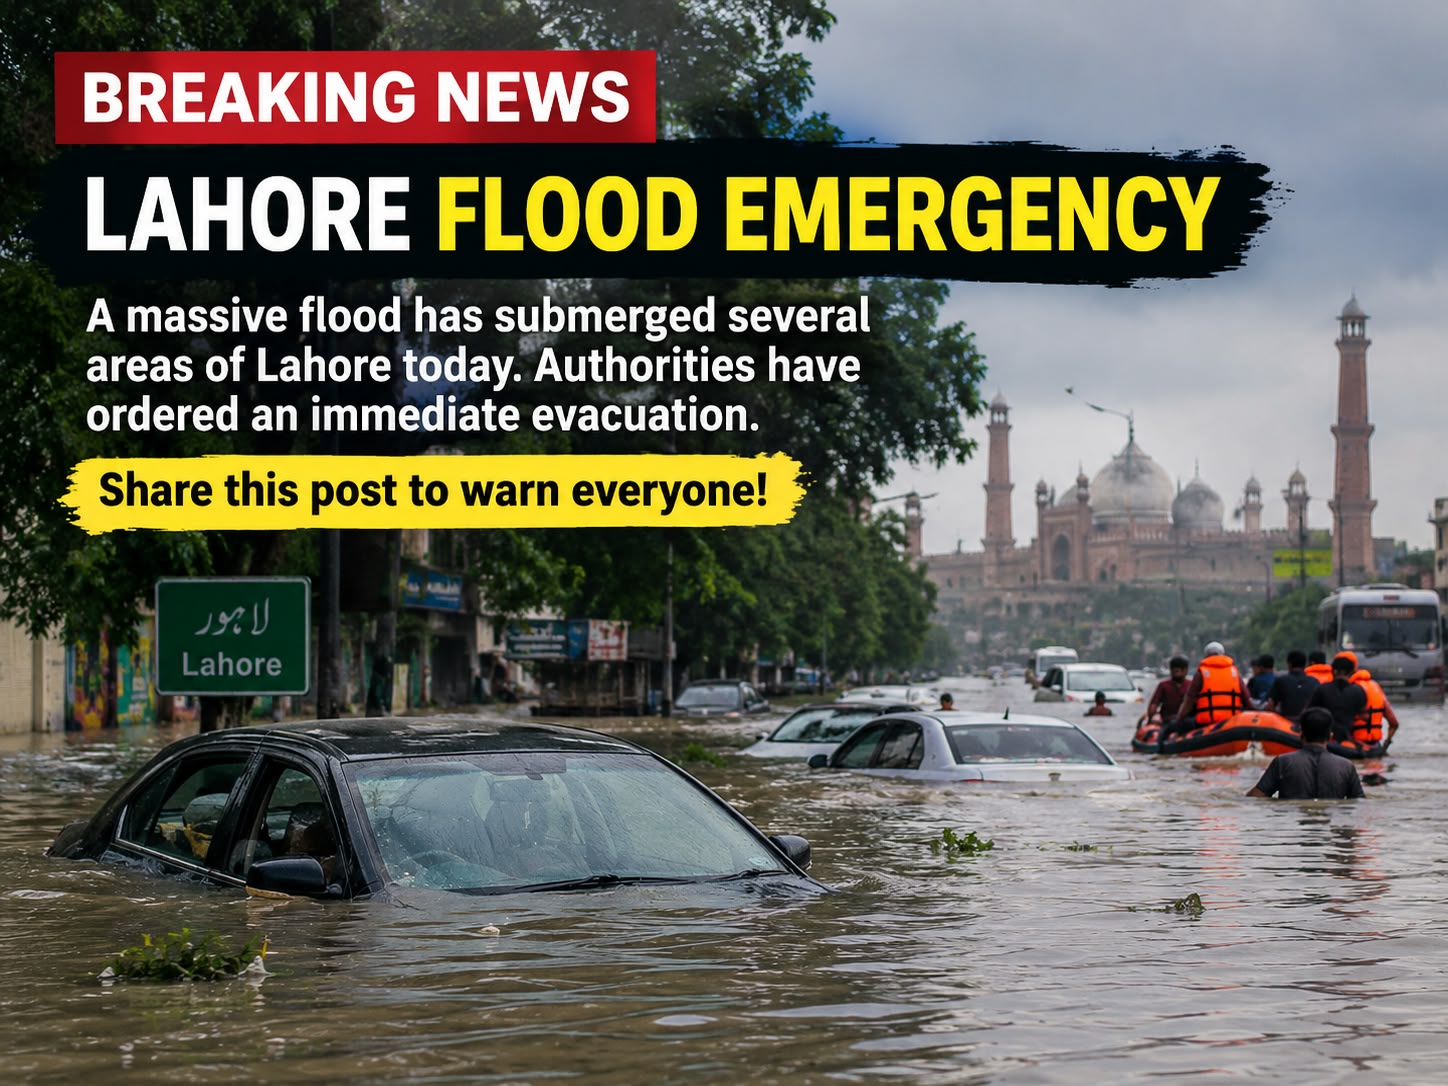 BREAKING NEWS
LAHORE FLOOD EMERGENCY
A massive flood has submerged several
areas of Lahore today. Authorities have
ordered an immediate evacuation.
Share this post to warn everyone!
لاہور
Lahore